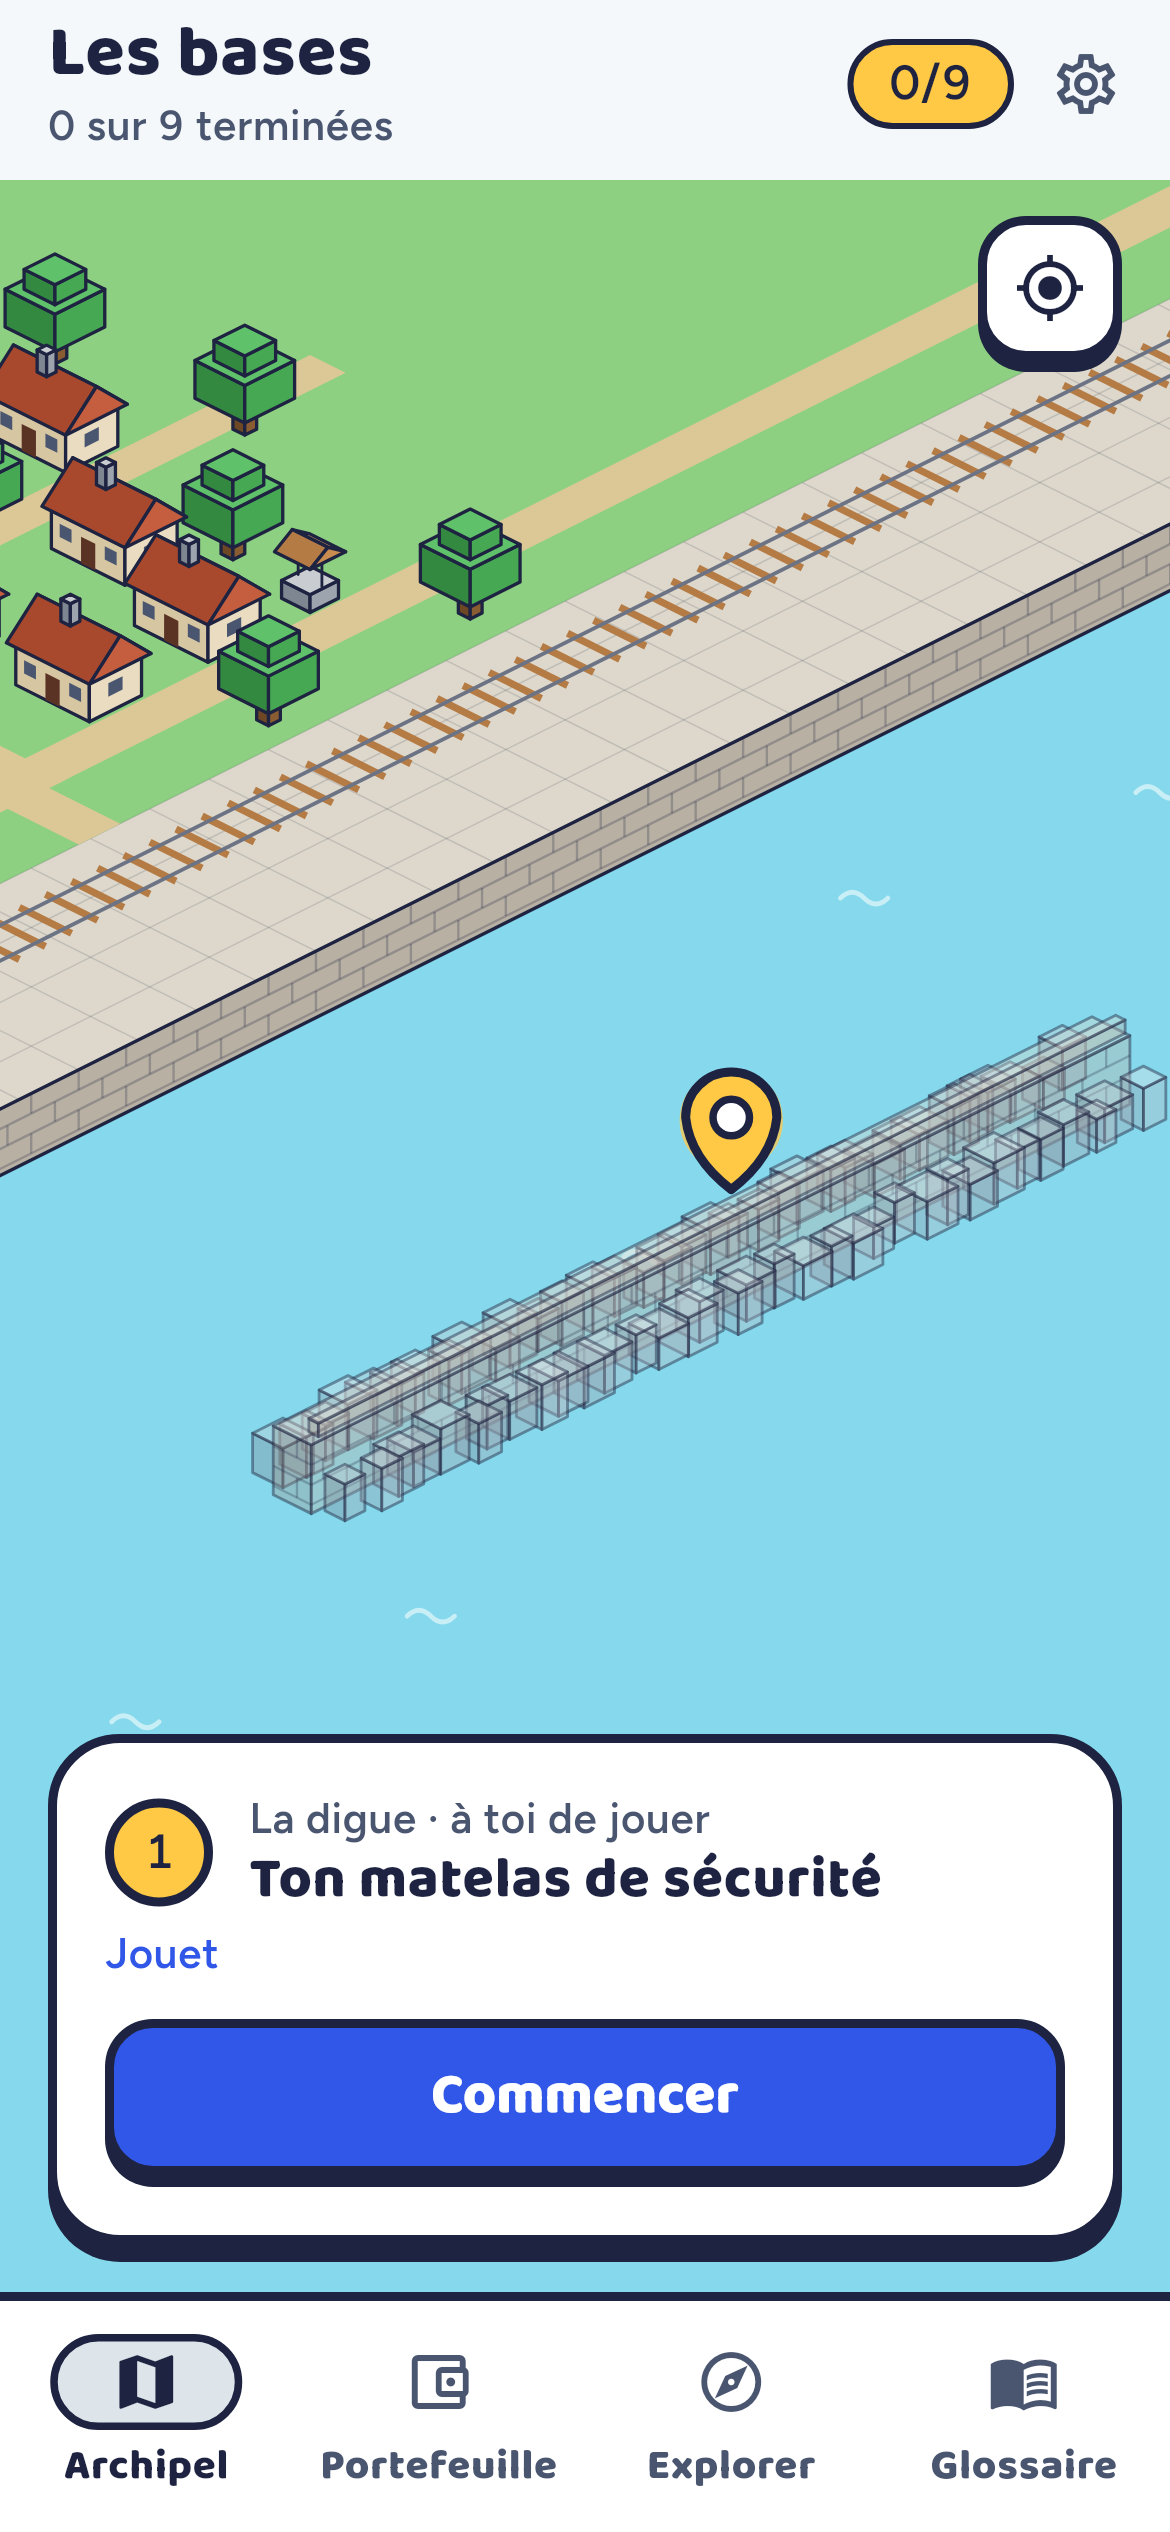 Les bases
0 sur 9 terminées
0/9
1
La digue · à toi de jouer
Ton matelas de sécurité
Jouet
Commencer
Archipel
Portefeuille
Explorer
Glossaire